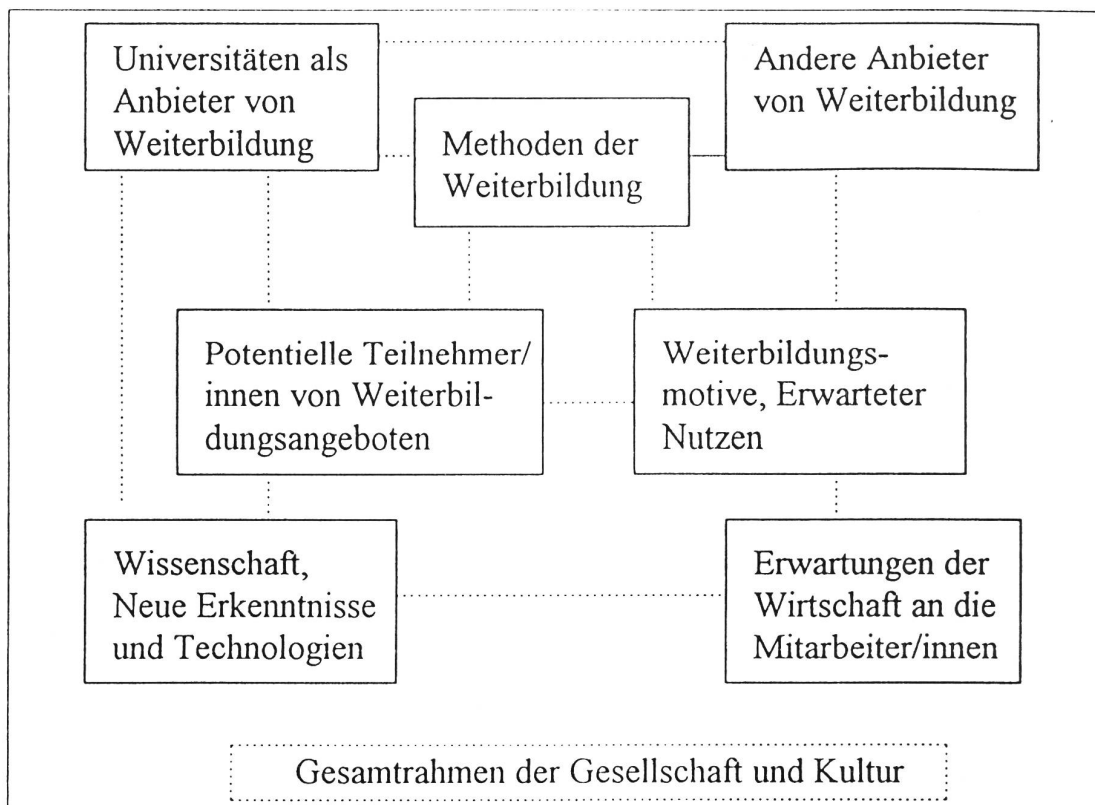 Universitäten als
Anbieter von
Weiterbildung
Andere Anbieter
von Weiterbildung
Methoden der
Weiterbildung
Potentielle Teilnehmer/
innen von Weiterbil-
dungsangeboten
Weiterbildungs-
motive, Erwarteter
Nutzen
Wissenschaft,
Neue Erkenntnisse
und Technologien
Erwartungen der
Wirtschaft an die
Mitarbeiter/innen
Gesamtrahmen der Gesellschaft und Kultur